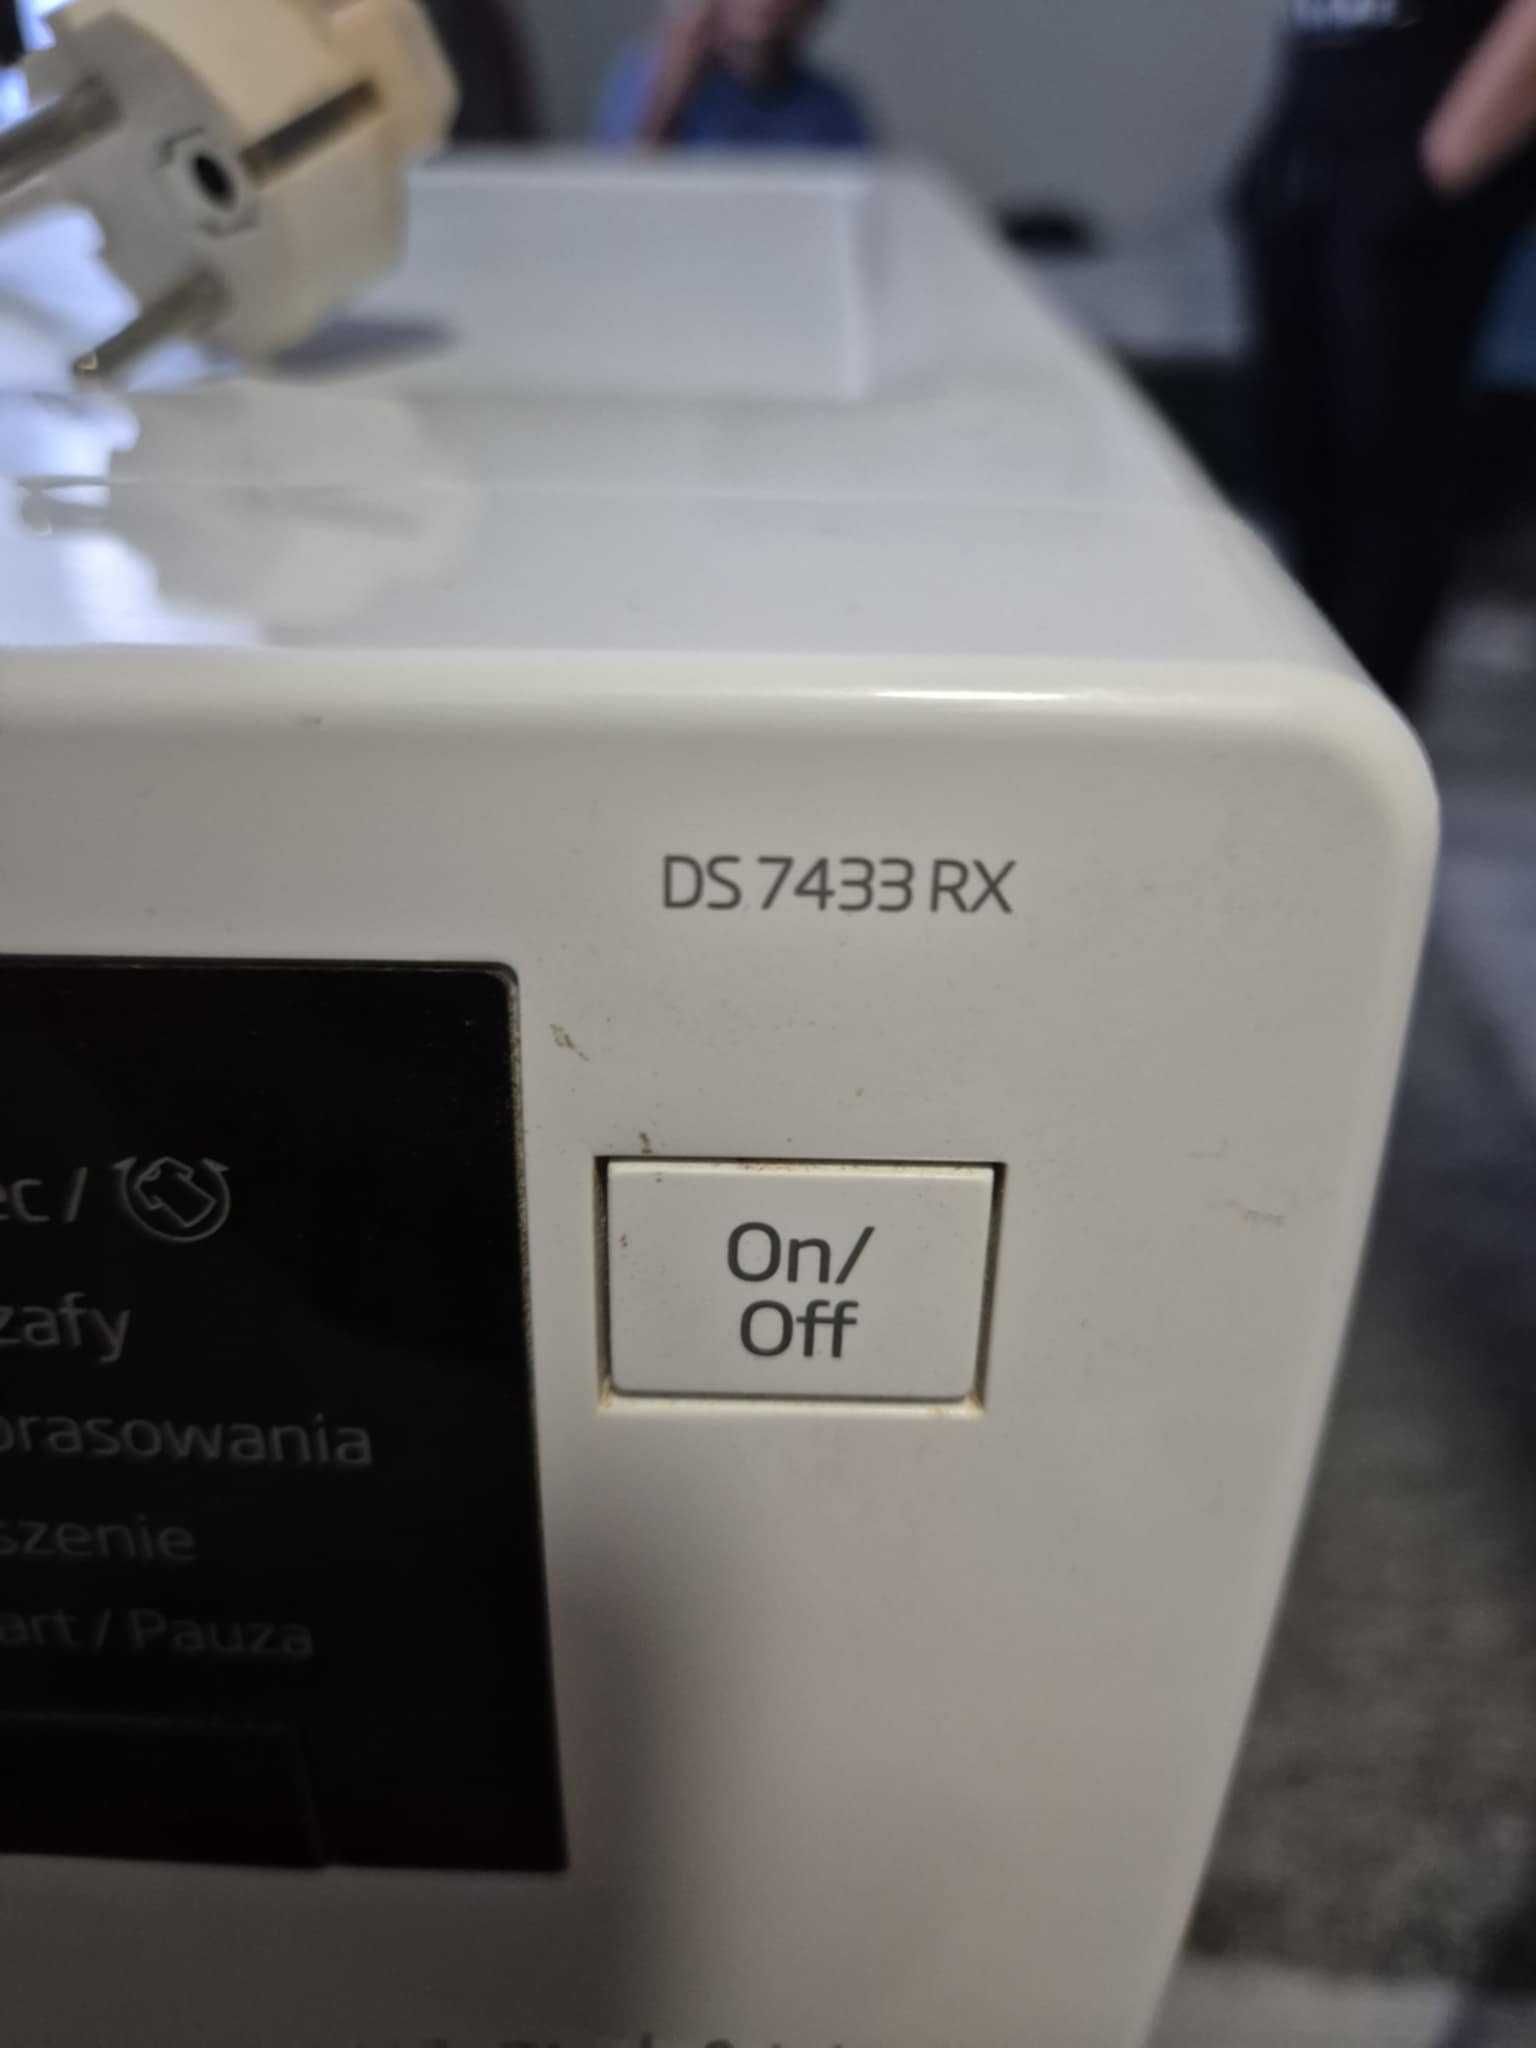 DS 7433 RX
On/
Off
ec /
zafy
prasowania
szenie
art / Pauza